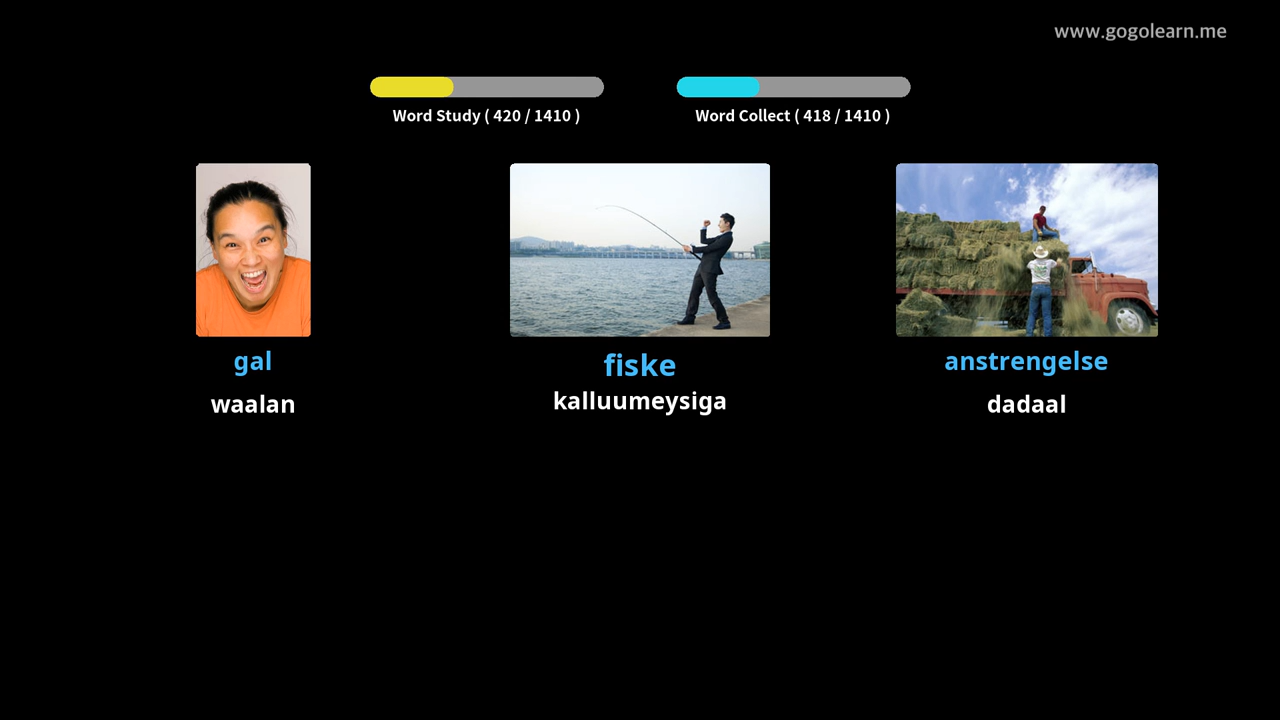 www.gogolearn.me
Word Study ( 420 / 1410 )
Word Collect ( 418 / 1410 )
gal
waalan
fiske
kalluumeysiga
anstrengelse
dadaal